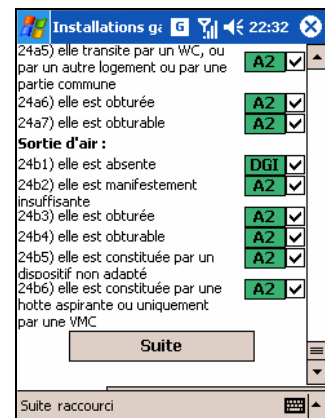 Installations ga G 22:32
24a5) elle transite par un WC, ou
par un autre logement ou par une
partie commune
A2
24a6) elle est obturée A2
24a7) elle est obturable A2
Sortie d'air :
24b1) elle est absente DGI
24b2) elle est manifestement
insuffisante
A2
24b3) elle est obturée A2
24b4) elle est obturable A2
24b5) elle est constituée par un
dispositif non adapté
A2
24b6) elle est constituée par une
hotte aspirante ou uniquement
par une VMC
A2
Suite
Suite raccourci